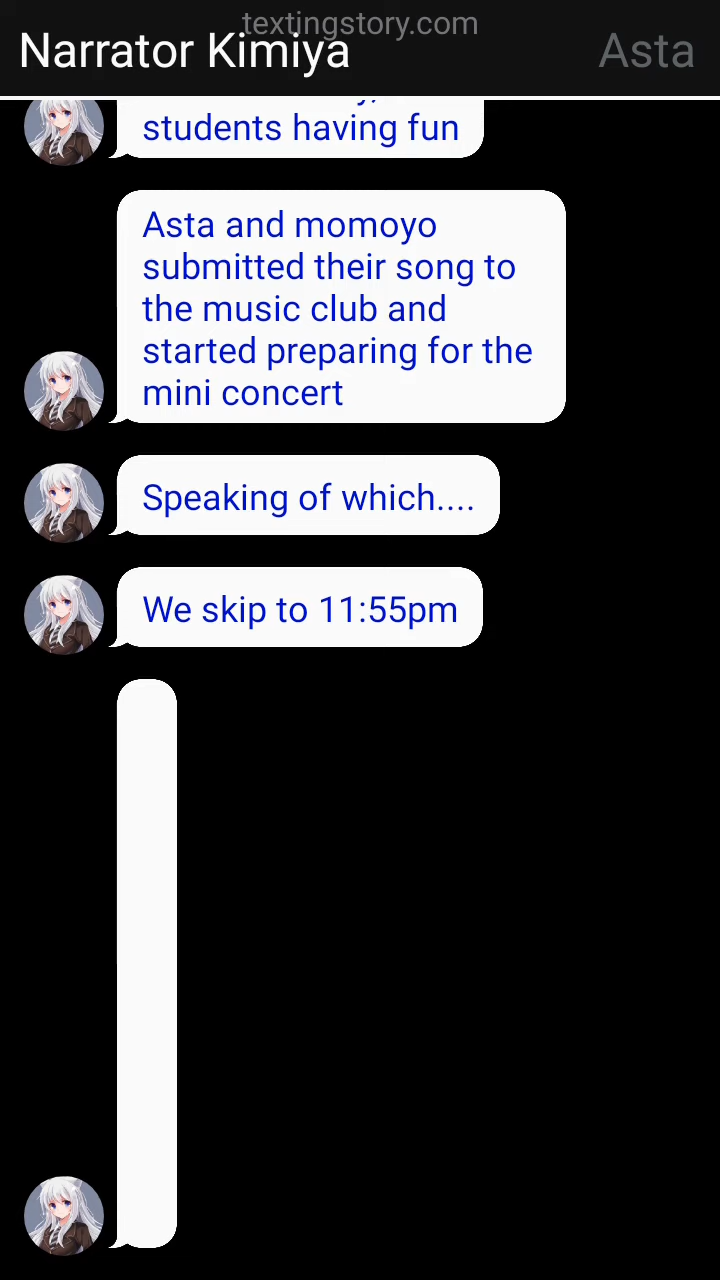 textingstory.com
Narrator Kimiya
Asta
students having fun
Asta and momoyo
submitted their song to
the music club and
started preparing for the
mini concert
Speaking of which....
We skip to 11:55pm